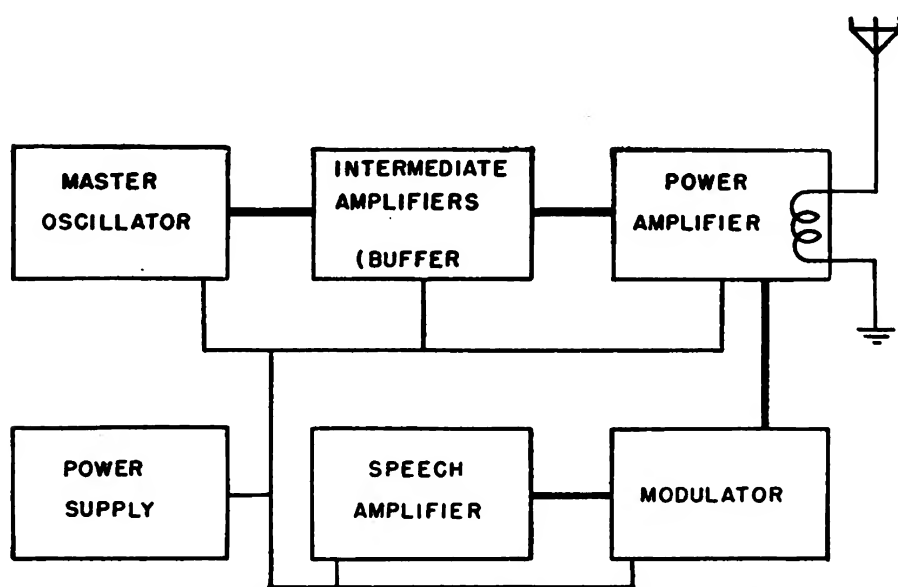 MASTER
OSCILLATOR
INTERMEDIATE
AMPLIFIERS
(BUFFER
POWER
AMPLIFIER
POWER
SUPPLY
SPEECH
AMPLIFIER
MODULATOR